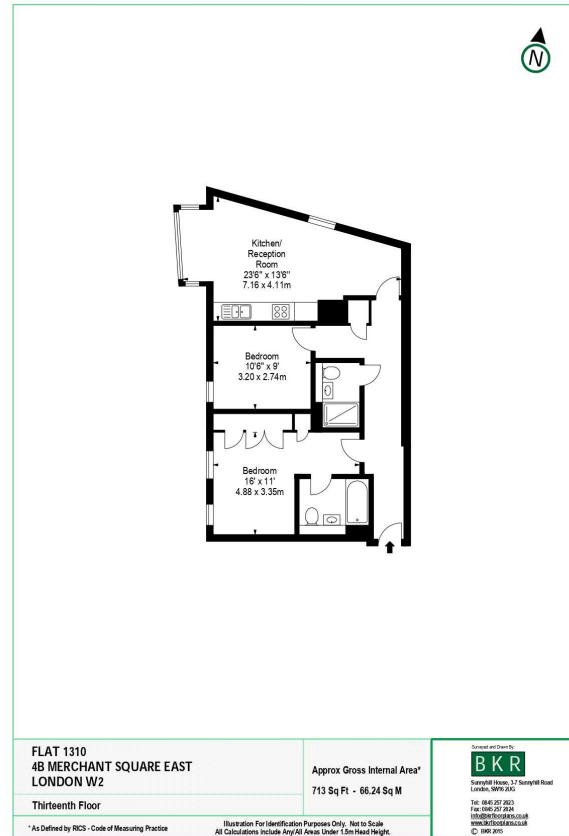 N
Kitchen/
Reception
Room
23'6" x 13'6"
7.16 x 4.11m
Bedroom
10'6" x 9'
3.20 x 2.74m
Bedroom
16' x 11'
4.88 x 3.35m
FLAT 1310
4B MERCHANT SQUARE EAST
LONDON W2
Thirteenth Floor
Approx Gross Internal Area*
713 Sq Ft - 66.24 Sq M
* As Defined by RICS - Code of Measuring Practice
Illustration For Identification Purposes Only. Not to Scale
All Calculations Include Any/All Areas Under 1.5m Head Height.
Surveyed and Drawn By:
BKR
Sunnyhill House, 3-7 Sunnyhill Road
London, SW16 2UG
Tel: 0845 257 2023
Fax: 0845 257 2024
info@bkrfloorplans.co.uk
www.bkrfloorplans.co.uk
© BKR 2015